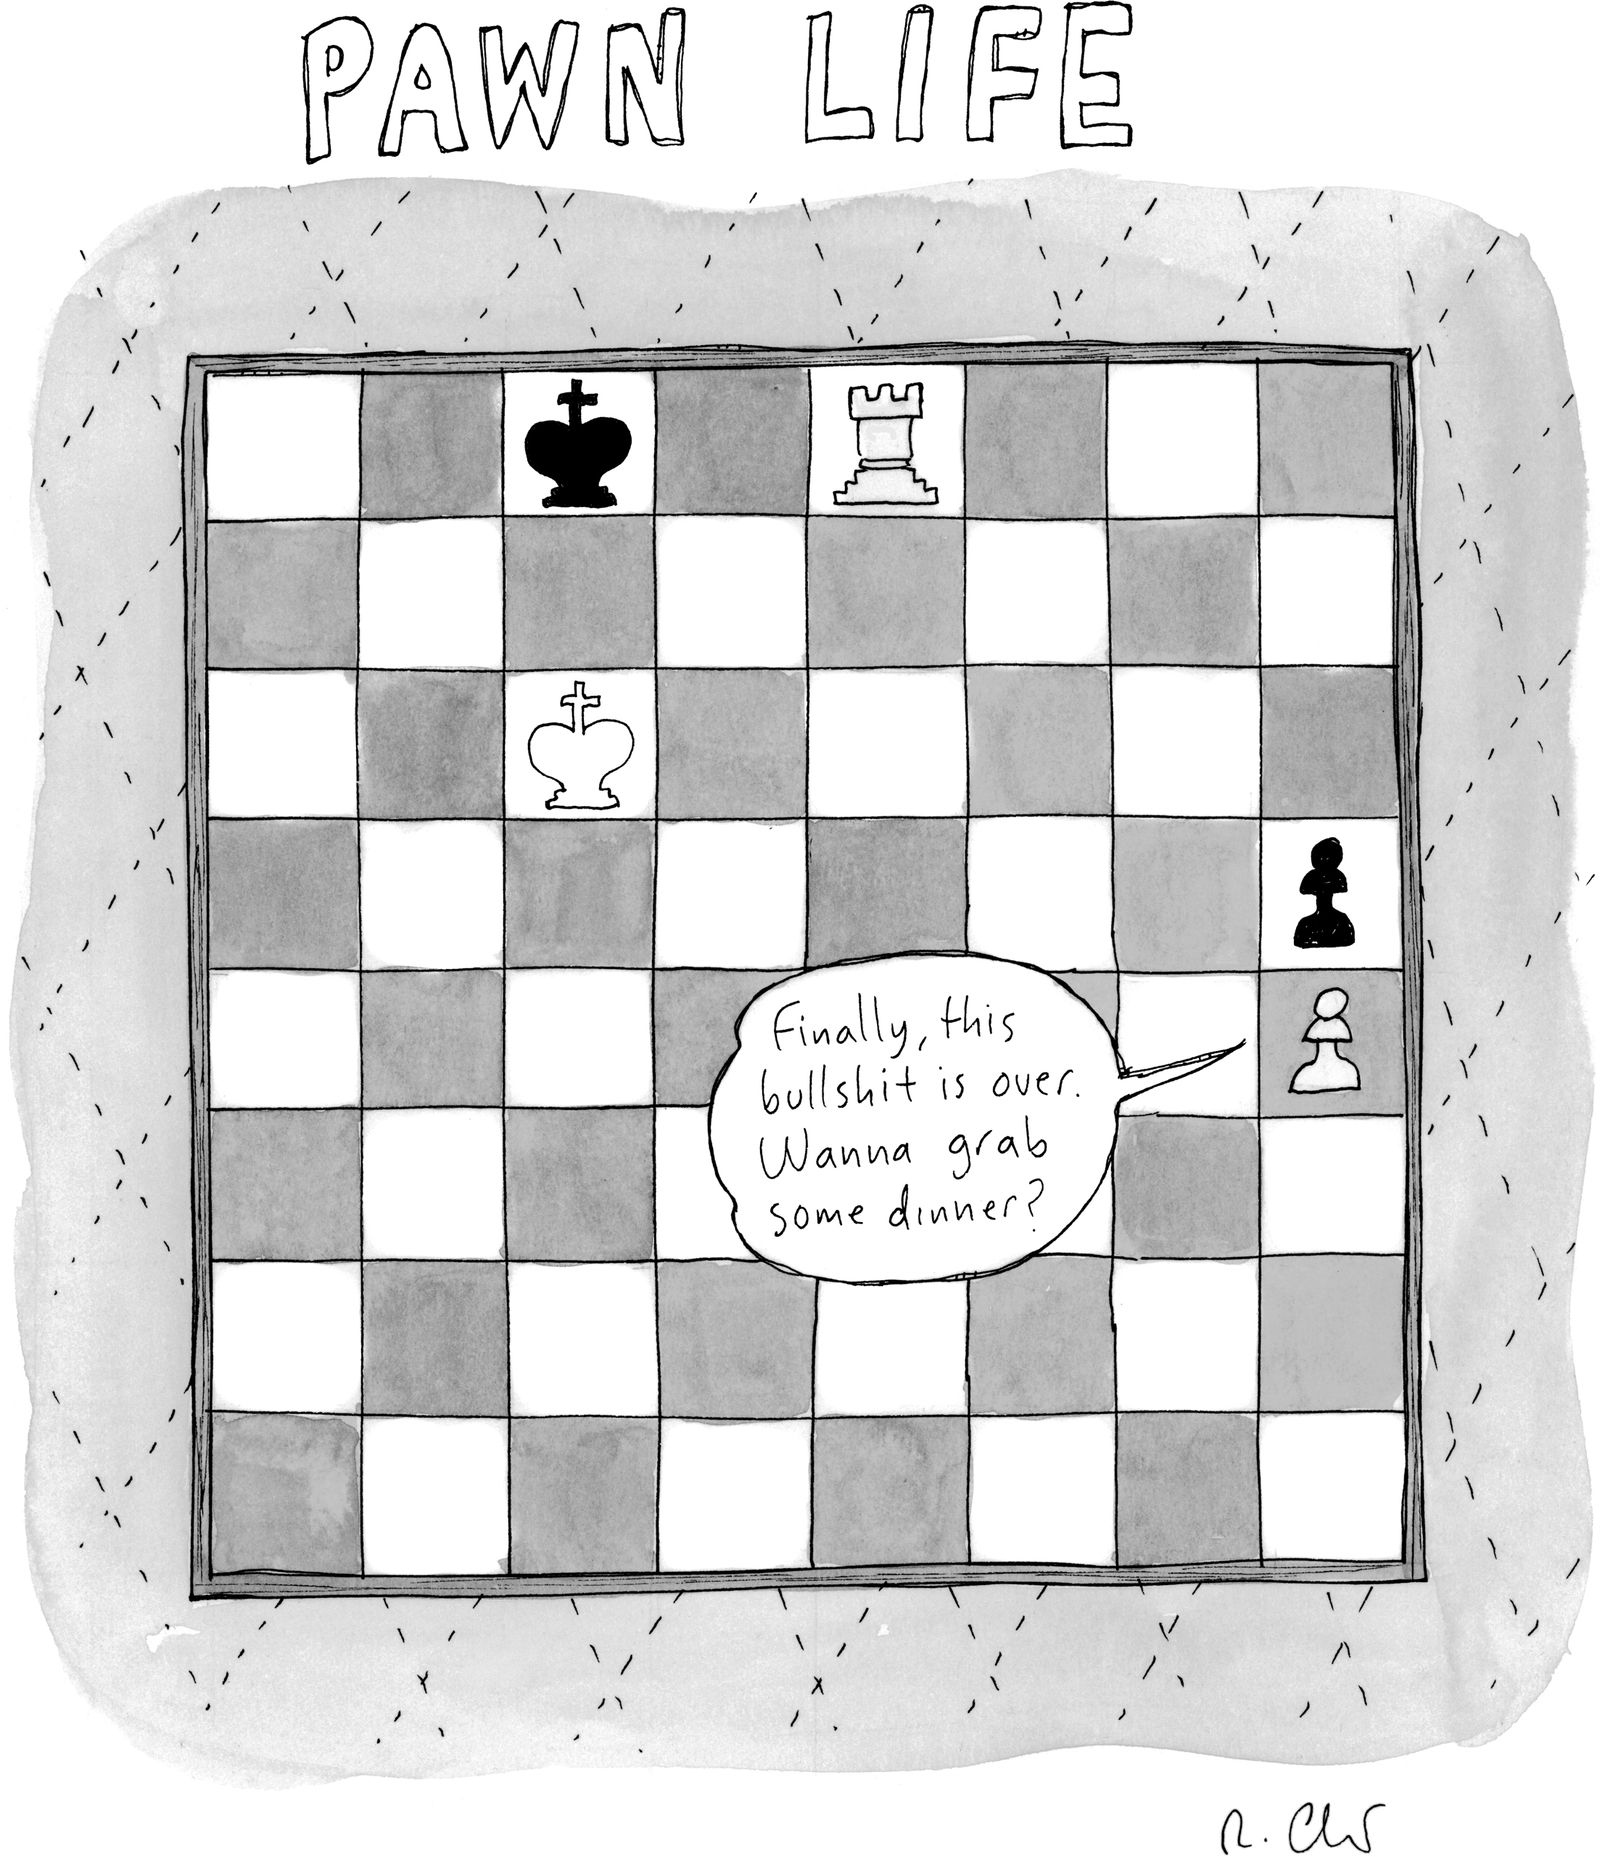 PAWN LIFE
Finally, this
bullshit is over.
Wanna grab
some dinner?